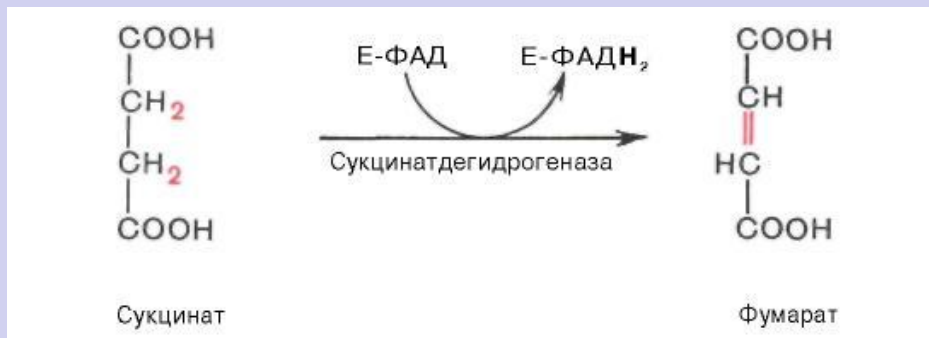 COOH
CH2
CH2
COOH
Сукцинат
Е-ФАД Е-ФАДН2
Сукцинатдегидрогеназа
COOH
CH
HC
COOH
Фумарат